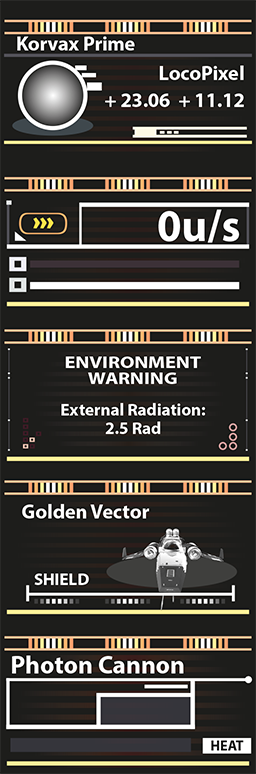 Korvax Prime
LocoPixel
+ 23.06 + 11.12
0u/s
ENVIRONMENT
WARNING
External Radiation:
2.5 Rad
Golden Vector
SHIELD
Photon Cannon
HEAT